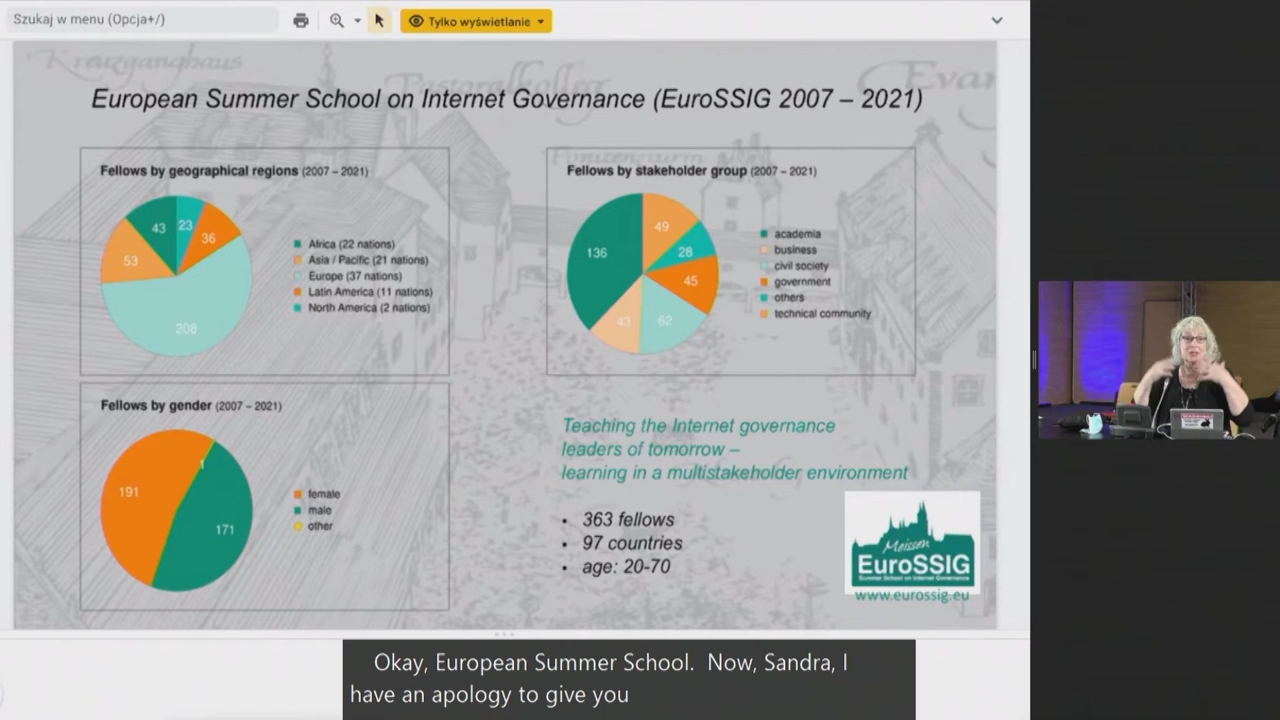 Szukaj w menu (Opcja+/)
Tylko wyświetlanie
Kreuzganghaus
Pastoralkolleg
Evan
European Summer School on Internet Governance (EuroSSIG 2007 – 2021)
Fellows by geographical regions (2007 – 2021)
43
23
36
53
208
Africa (22 nations)
Asia / Pacific (21 nations)
Europe (37 nations)
Latin America (11 nations)
North America (2 nations)
Fellows by stakeholder group (2007 – 2021)
49
28
136
45
43
62
academia
business
civil society
government
others
technical community
Fellows by gender (2007 – 2021)
1
191
171
female
male
other
Teaching the Internet governance
leaders of tomorrow –
learning in a multistakeholder environment
• 363 fellows
• 97 countries
• age: 20-70
Meissen
EuroSSIG
Summer School on Internet Governance
www.eurossig.eu
Okay, European Summer School. Now, Sandra, I
have an apology to give you